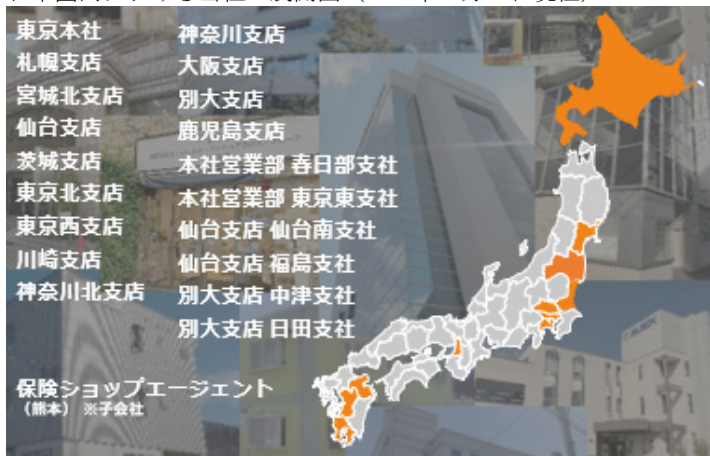 東京本社
札幌支店
宮城北支店
仙台支店
茨城支店
東京北支店
東京西支店
川崎支店
神奈川北支店
神奈川支店
大阪支店
別大支店
鹿児島支店
本社営業部 春日部支社
本社営業部 東京東支社
仙台支店 仙台南支社
仙台支店 福島支社
別大支店 中津支社
別大支店 日田支社
保険ショップエージェント
（熊本） ※子会社